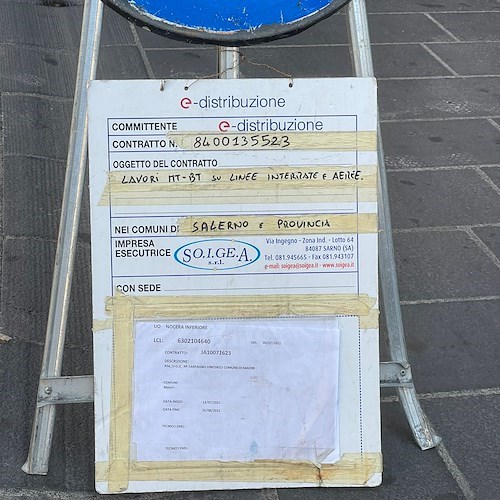 e-distribuzione
COMMITTENTE e-distribuzione
CONTRATTO N. 8400135523
OGGETTO DEL CONTRATTO
LAVORI MT-BT SU LINEE INTERRATE E AEREE.
NEI COMUNI DI SALERNO E PROVINCIA
IMPRESA
ESECUTRICE
SO.I.GE.A.
s.r.l.
Via Ingegno - Zona Ind. - Lotto 64
84087 SARNO (SA)
Tel. 081.945665 - Fax 081.943107
e-mail: soigea@soigea.it - www.soigea.it
CON SEDE
UO: NOCERA INFERIORE
LCL: 6302104640
CONTRATTO: JA10071623
DESCRIZIONE:
COMUNE
DATA INIZIO
DATA FINE
TECNICO
TECNICO